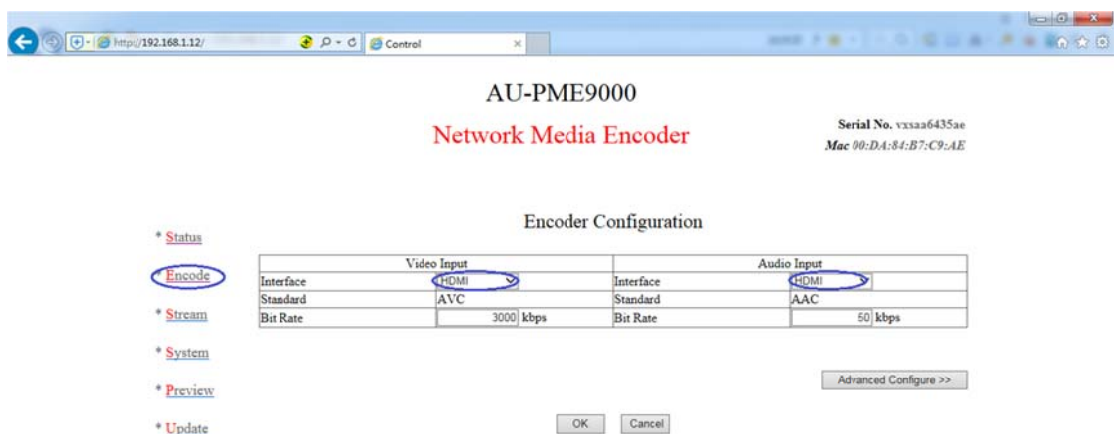 http://192.168.1.12/
Control
AU-PME9000
Network Media Encoder
Serial No. vxsaa6435ae
Mac 00:DA:84:B7:C9:AE
Encoder Configuration
* Status
* Encode
* Stream
* System
* Preview
* Update
Video Input Audio Input
Interface HDMI Interface HDMI
Standard AVC Standard AAC
Bit Rate 3000 kbps Bit Rate 50 kbps
Advanced Configure >>
OK Cancel